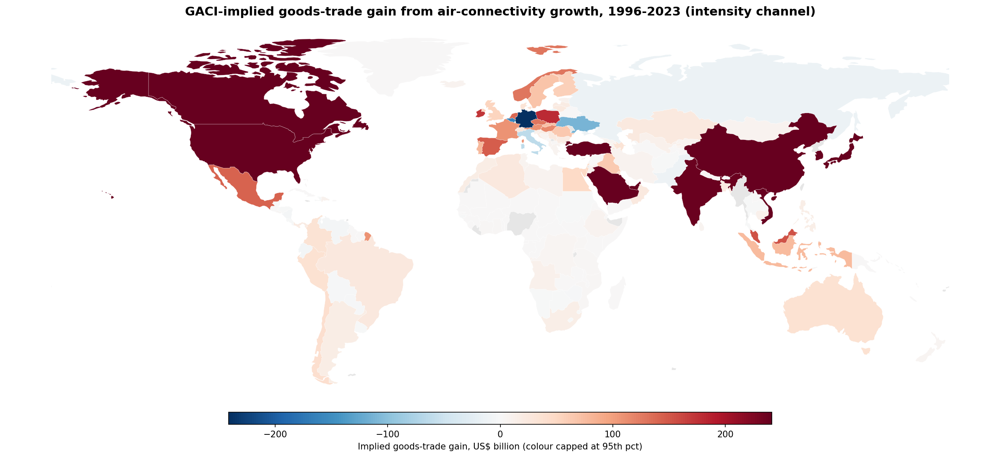 GACI-implied goods-trade gain from air-connectivity growth, 1996-2023 (intensity channel)
−200 −100 0 100 200
Implied goods-trade gain, US$ billion (colour capped at 95th pct)